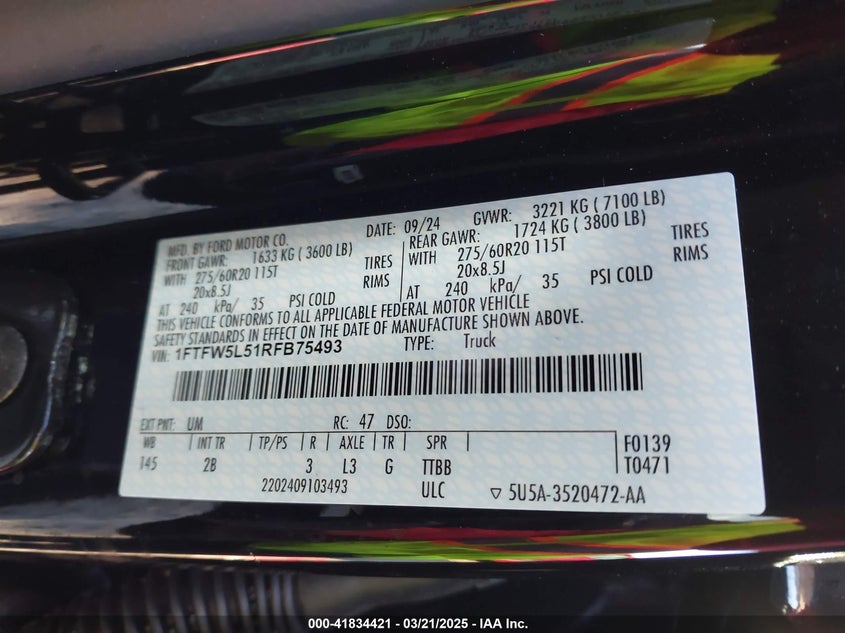 MFD. BY FORD MOTOR CO. DATE: 09/24 GVWR: 3221 KG ( 7100 LB)
FRONT GAWR: 1633 KG ( 3600 LB) REAR GAWR: 1724 KG ( 3800 LB)
WITH 275/60R20 115T TIRES WITH 275/60R20 115T TIRES
20x8.5J RIMS 20x8.5J RIMS
AT 240 kPa/ 35 PSI COLD AT 240 kPa/ 35 PSI COLD
THIS VEHICLE CONFORMS TO ALL APPLICABLE FEDERAL MOTOR VEHICLE
SAFETY STANDARDS IN EFFECT ON THE DATE OF MANUFACTURE SHOWN ABOVE.
VIN: 1FTFW5L51RFB75493 TYPE: Truck
EXT PNT: UM RC: 47 DSO:
WB INT TR TP/PS R AXLE TR SPR F0139
145 2B 3 L3 G TTBB T0471
2202409103493 ULC ▽ 5U5A-3520472-AA
000-41834421 - 03/21/2025 - IAA Inc.